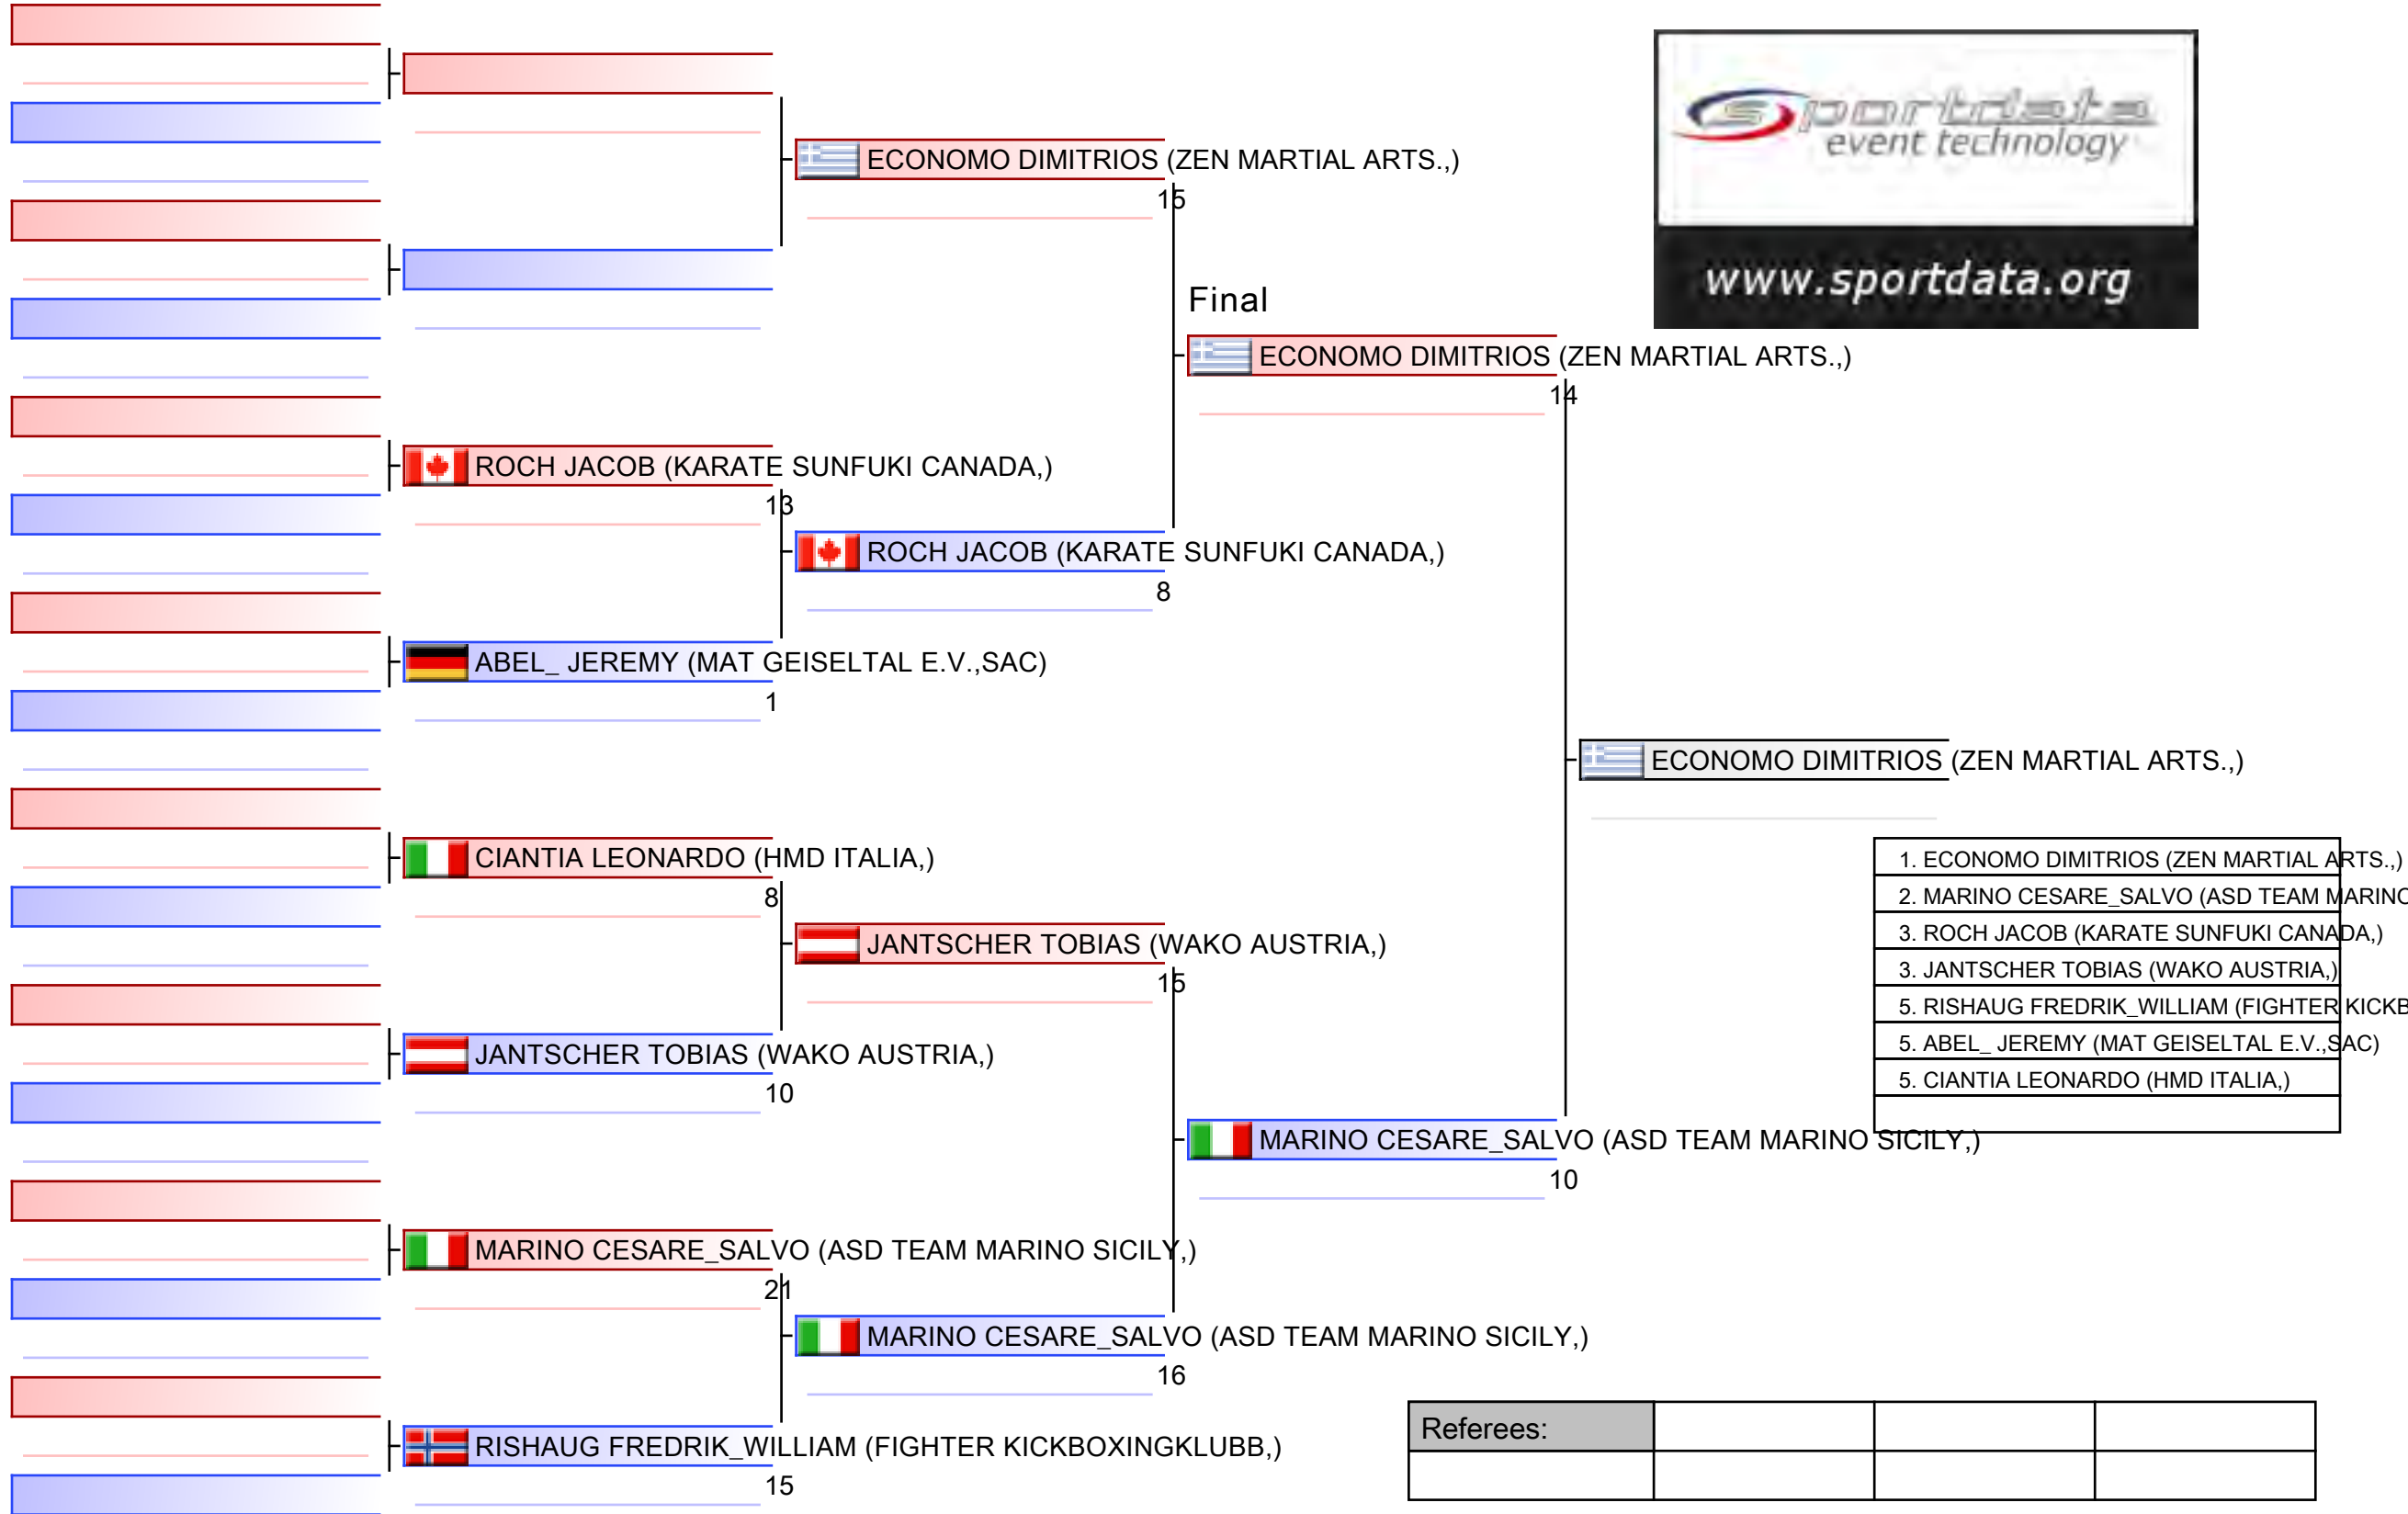 sportdata
event technology
www.sportdata.org
ECONOMO DIMITRIOS (ZEN MARTIAL ARTS.,)
15
Final
ECONOMO DIMITRIOS (ZEN MARTIAL ARTS.,)
14
ROCH JACOB (KARATE SUNFUKI CANADA,)
13
ROCH JACOB (KARATE SUNFUKI CANADA,)
8
ABEL_ JEREMY (MAT GEISELTAL E.V.,SAC)
1
ECONOMO DIMITRIOS (ZEN MARTIAL ARTS.,)
CIANTIA LEONARDO (HMD ITALIA,)
8
JANTSCHER TOBIAS (WAKO AUSTRIA,)
15
JANTSCHER TOBIAS (WAKO AUSTRIA,)
10
1. ECONOMO DIMITRIOS (ZEN MARTIAL ARTS.,)
2. MARINO CESARE_SALVO (ASD TEAM MARINO
3. ROCH JACOB (KARATE SUNFUKI CANADA,)
3. JANTSCHER TOBIAS (WAKO AUSTRIA,)
5. RISHAUG FREDRIK_WILLIAM (FIGHTER KICKB
5. ABEL_ JEREMY (MAT GEISELTAL E.V.,SAC)
5. CIANTIA LEONARDO (HMD ITALIA,)
MARINO CESARE_SALVO (ASD TEAM MARINO SICILY,)
10
MARINO CESARE_SALVO (ASD TEAM MARINO SICILY,)
21
MARINO CESARE_SALVO (ASD TEAM MARINO SICILY,)
16
RISHAUG FREDRIK_WILLIAM (FIGHTER KICKBOXINGKLUBB,)
15
Referees: